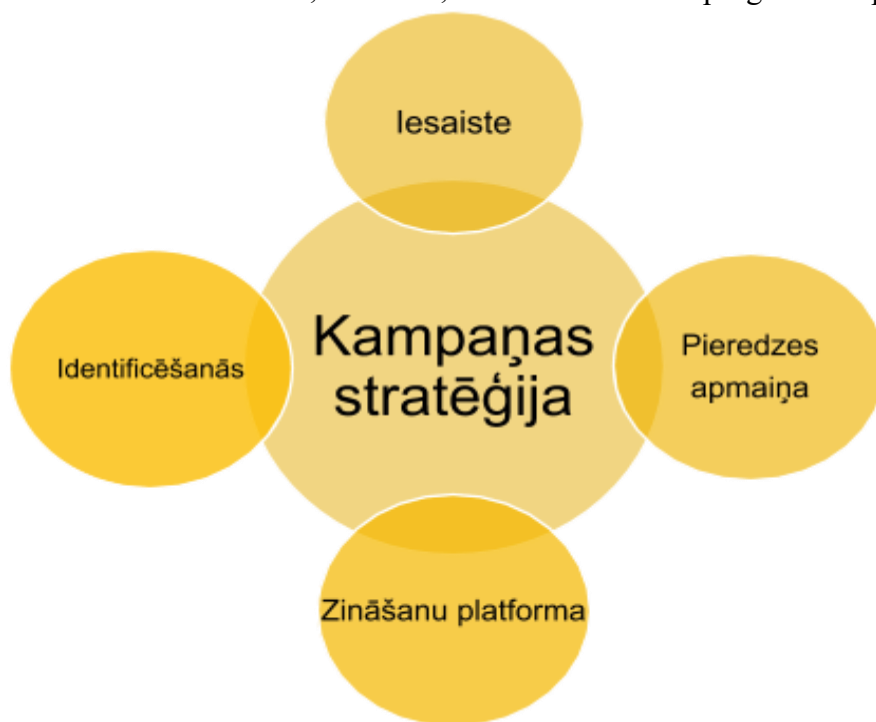 Iesaiste
Kampaņas
stratēģija
Identificēšanās
Pieredzes
apmaiņa
Zināšanu platforma